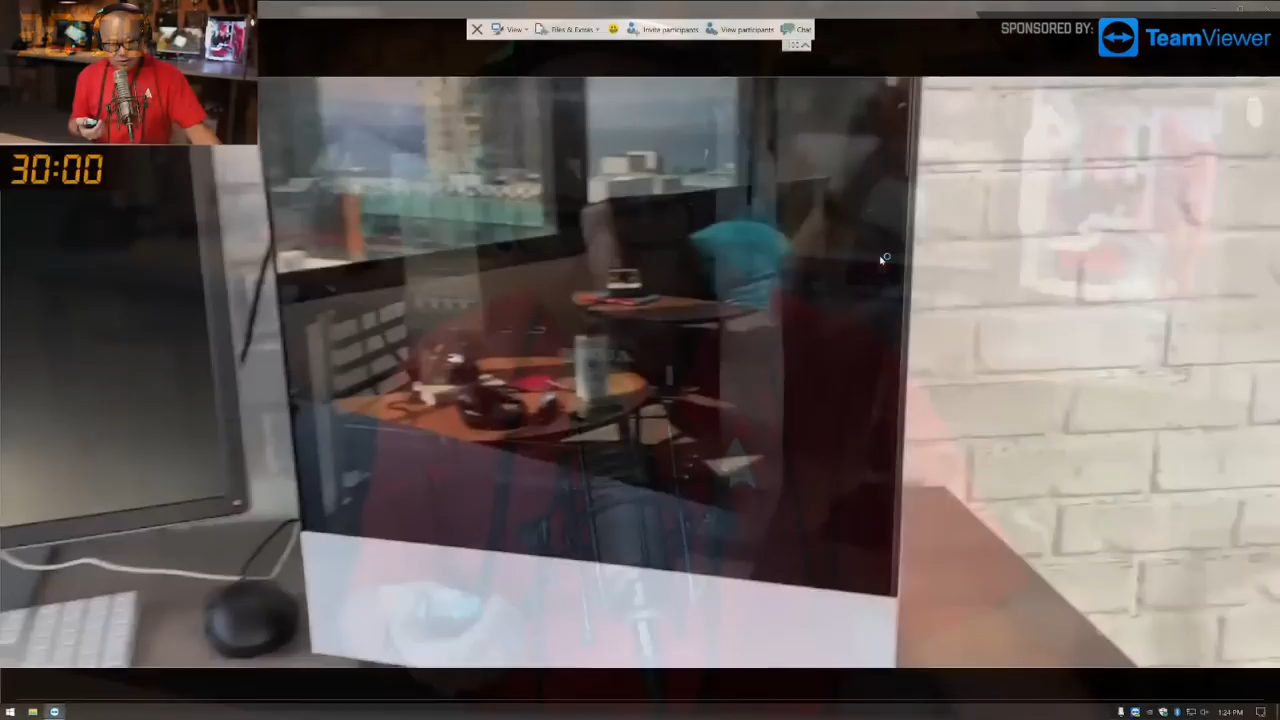 View
Files & Extras
Invite participants
View participants
Chat
SPONSORED BY:
TeamViewer
30:00
1:24 PM